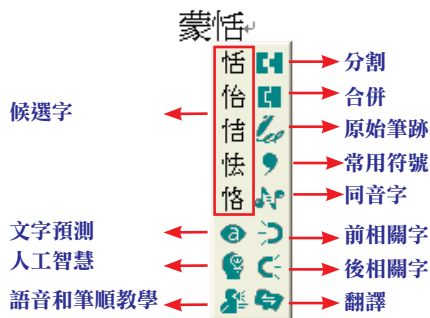 蒙恬
恬 分割
候選字 怡 合併
佶 原始筆跡
怯 常用符號
恪 同音字
文字預測 a 前相關字
人工智慧 後相關字
語音和筆順教學 翻譯